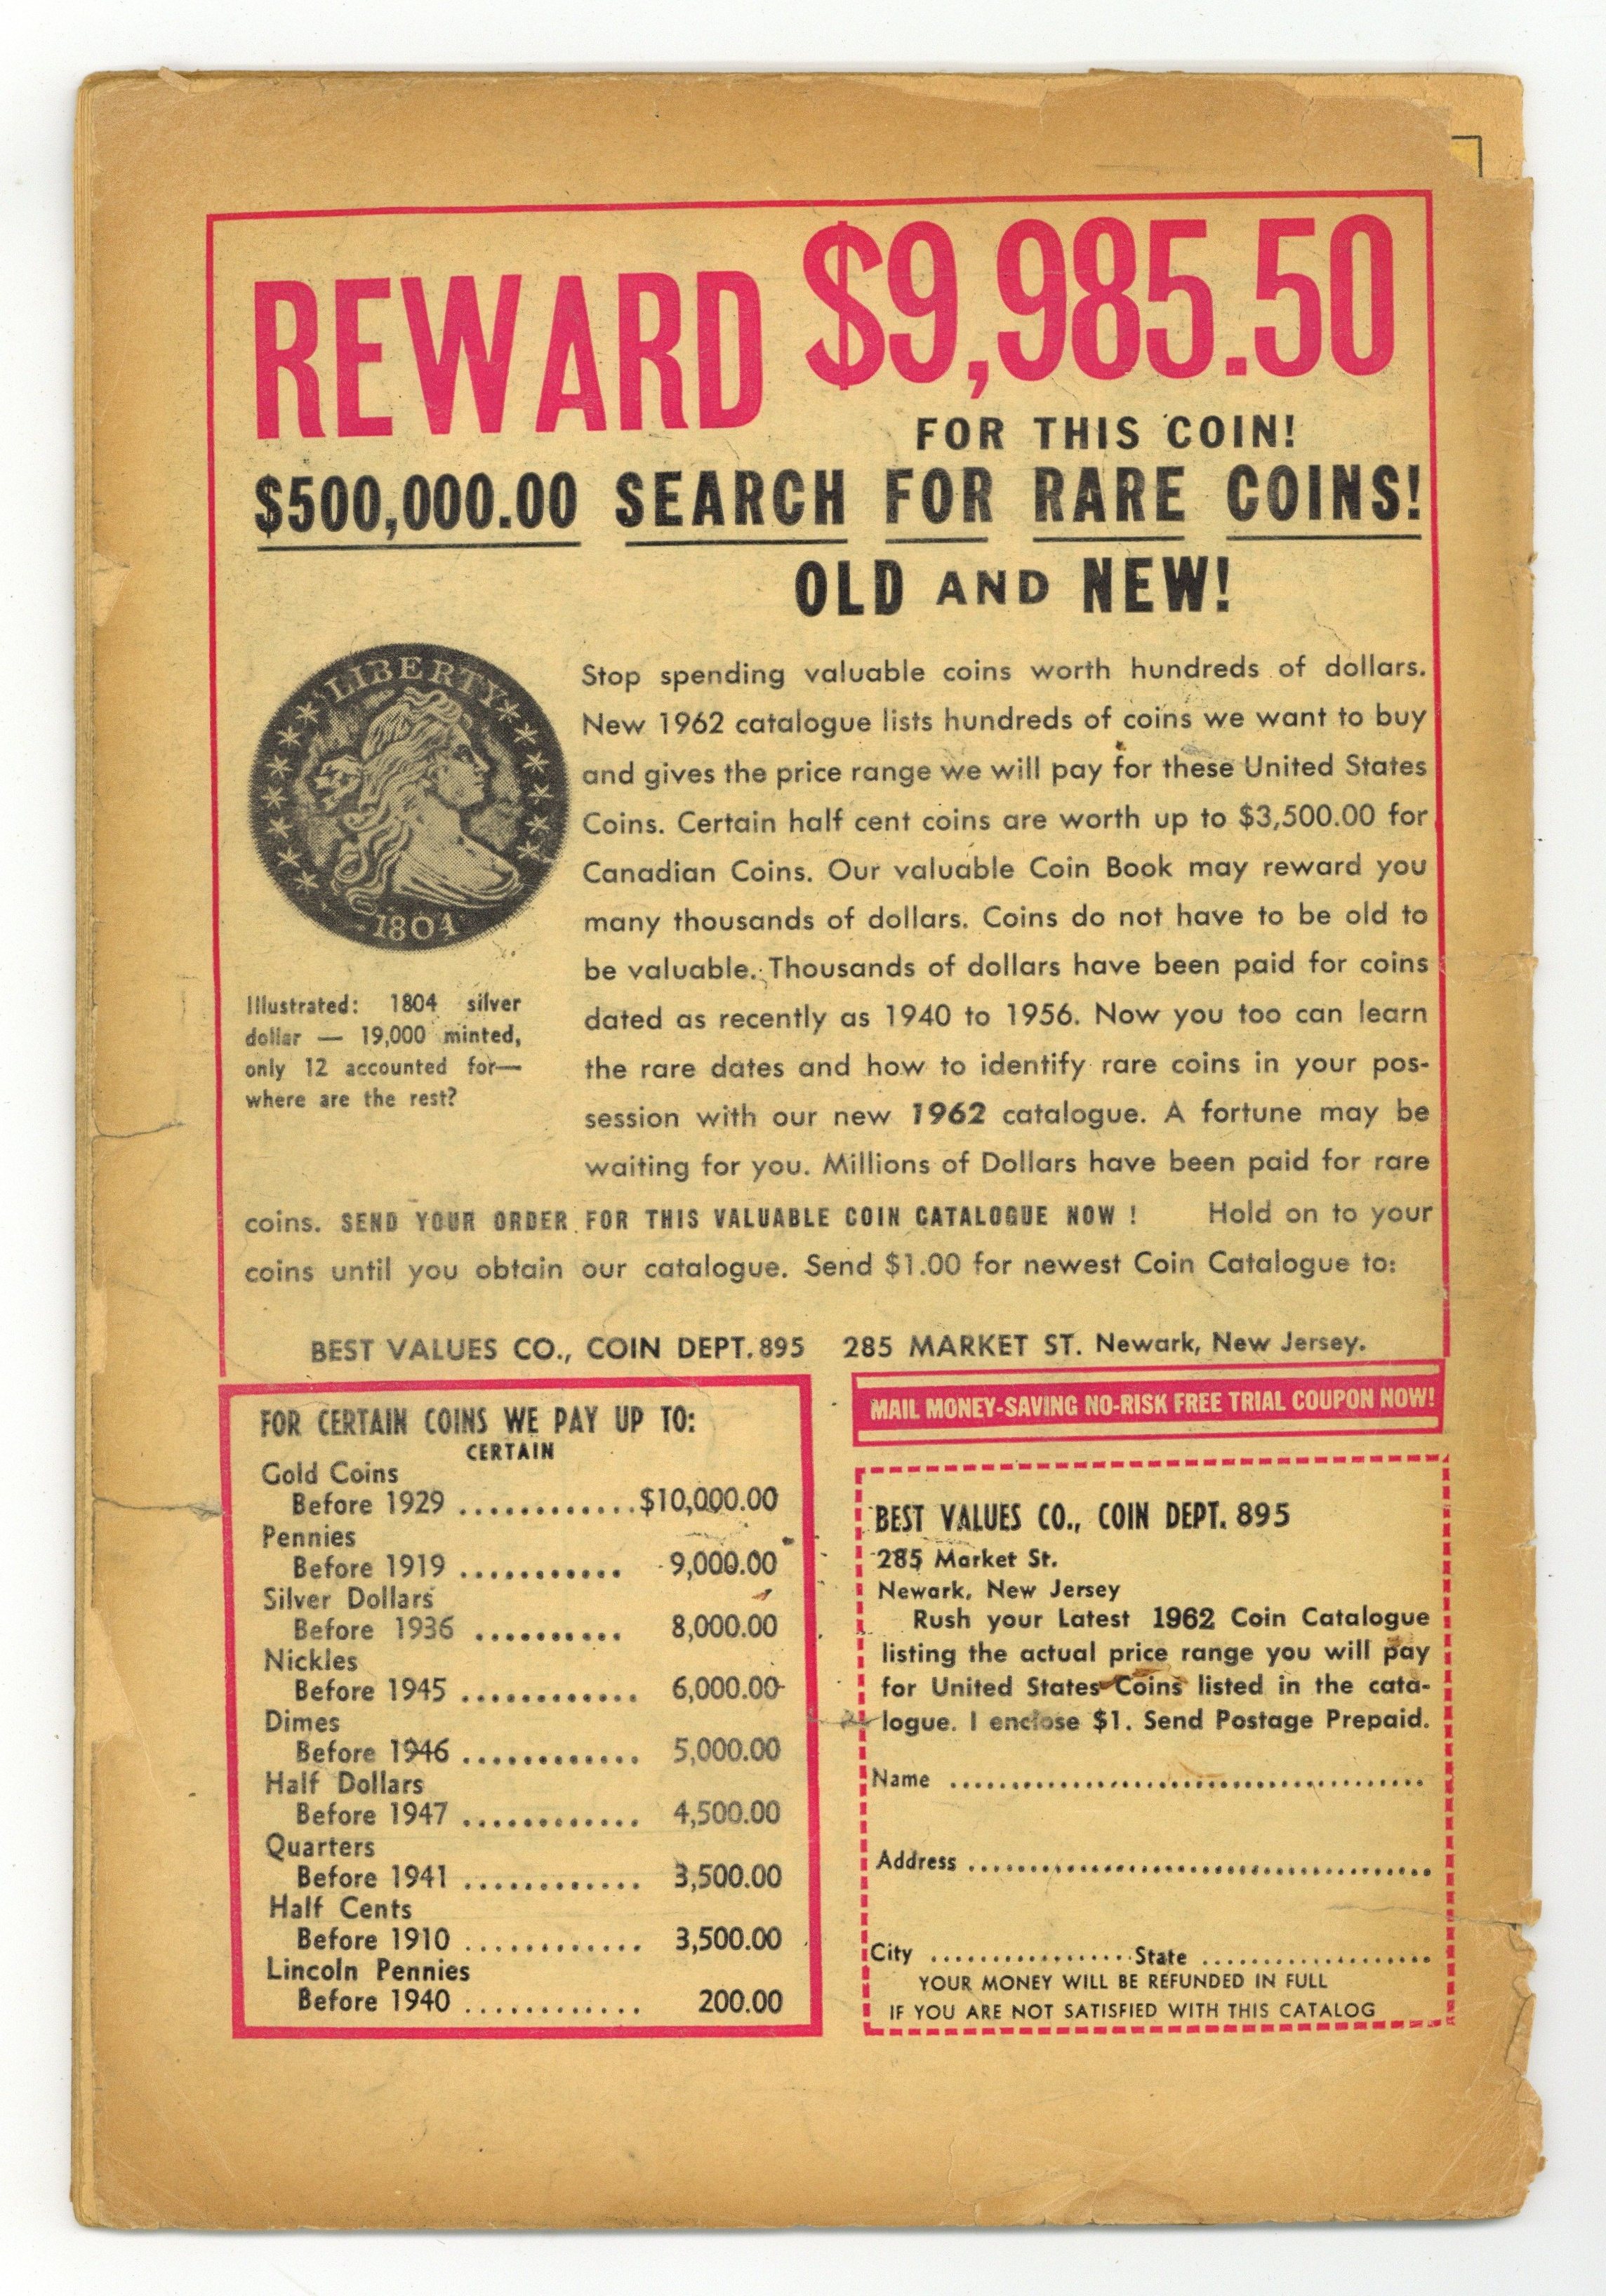 REWARD $9,985.50
FOR THIS COIN!
$500,000.00 SEARCH FOR RARE COINS!
OLD AND NEW!
LIBERTY
1804
Illustrated: 1804 silver
dollar — 19,000 minted,
only 12 accounted for—
where are the rest?
Stop spending valuable coins worth hundreds of dollars.
New 1962 catalogue lists hundreds of coins we want to buy
and gives the price range we will pay for these United States
Coins. Certain half cent coins are worth up to $3,500.00 for
Canadian Coins. Our valuable Coin Book may reward you
many thousands of dollars. Coins do not have to be old to
be valuable. Thousands of dollars have been paid for coins
dated as recently as 1940 to 1956. Now you too can learn
the rare dates and how to identify rare coins in your pos-
session with our new 1962 catalogue. A fortune may be
waiting for you. Millions of Dollars have been paid for rare
coins. SEND YOUR ORDER FOR THIS VALUABLE COIN CATALOGUE NOW ! Hold on to your
coins until you obtain our catalogue. Send $1.00 for newest Coin Catalogue to:
BEST VALUES CO., COIN DEPT. 895 285 MARKET ST. Newark, New Jersey.
FOR CERTAIN COINS WE PAY UP TO:
CERTAIN
Gold Coins
Before 1929 ............$10,000.00
Pennies
Before 1919 ........... 9,000.00
Silver Dollars
Before 1936 .......... 8,000.00
Nickles
Before 1945 ............ 6,000.00
Dimes
Before 1946 ............ 5,000.00
Half Dollars
Before 1947 ............ 4,500.00
Quarters
Before 1941 ............ 3,500.00
Half Cents
Before 1910 ............ 3,500.00
Lincoln Pennies
Before 1940 ............ 200.00
MAIL MONEY-SAVING NO-RISK FREE TRIAL COUPON NOW!
BEST VALUES CO., COIN DEPT. 895
285 Market St.
Newark, New Jersey
Rush your Latest 1962 Coin Catalogue
listing the actual price range you will pay
for United States Coins listed in the cata-
logue. I enclose $1. Send Postage Prepaid.
Name ......................................
Address .....................................
City ................State ...................
YOUR MONEY WILL BE REFUNDED IN FULL
IF YOU ARE NOT SATISFIED WITH THIS CATALOG